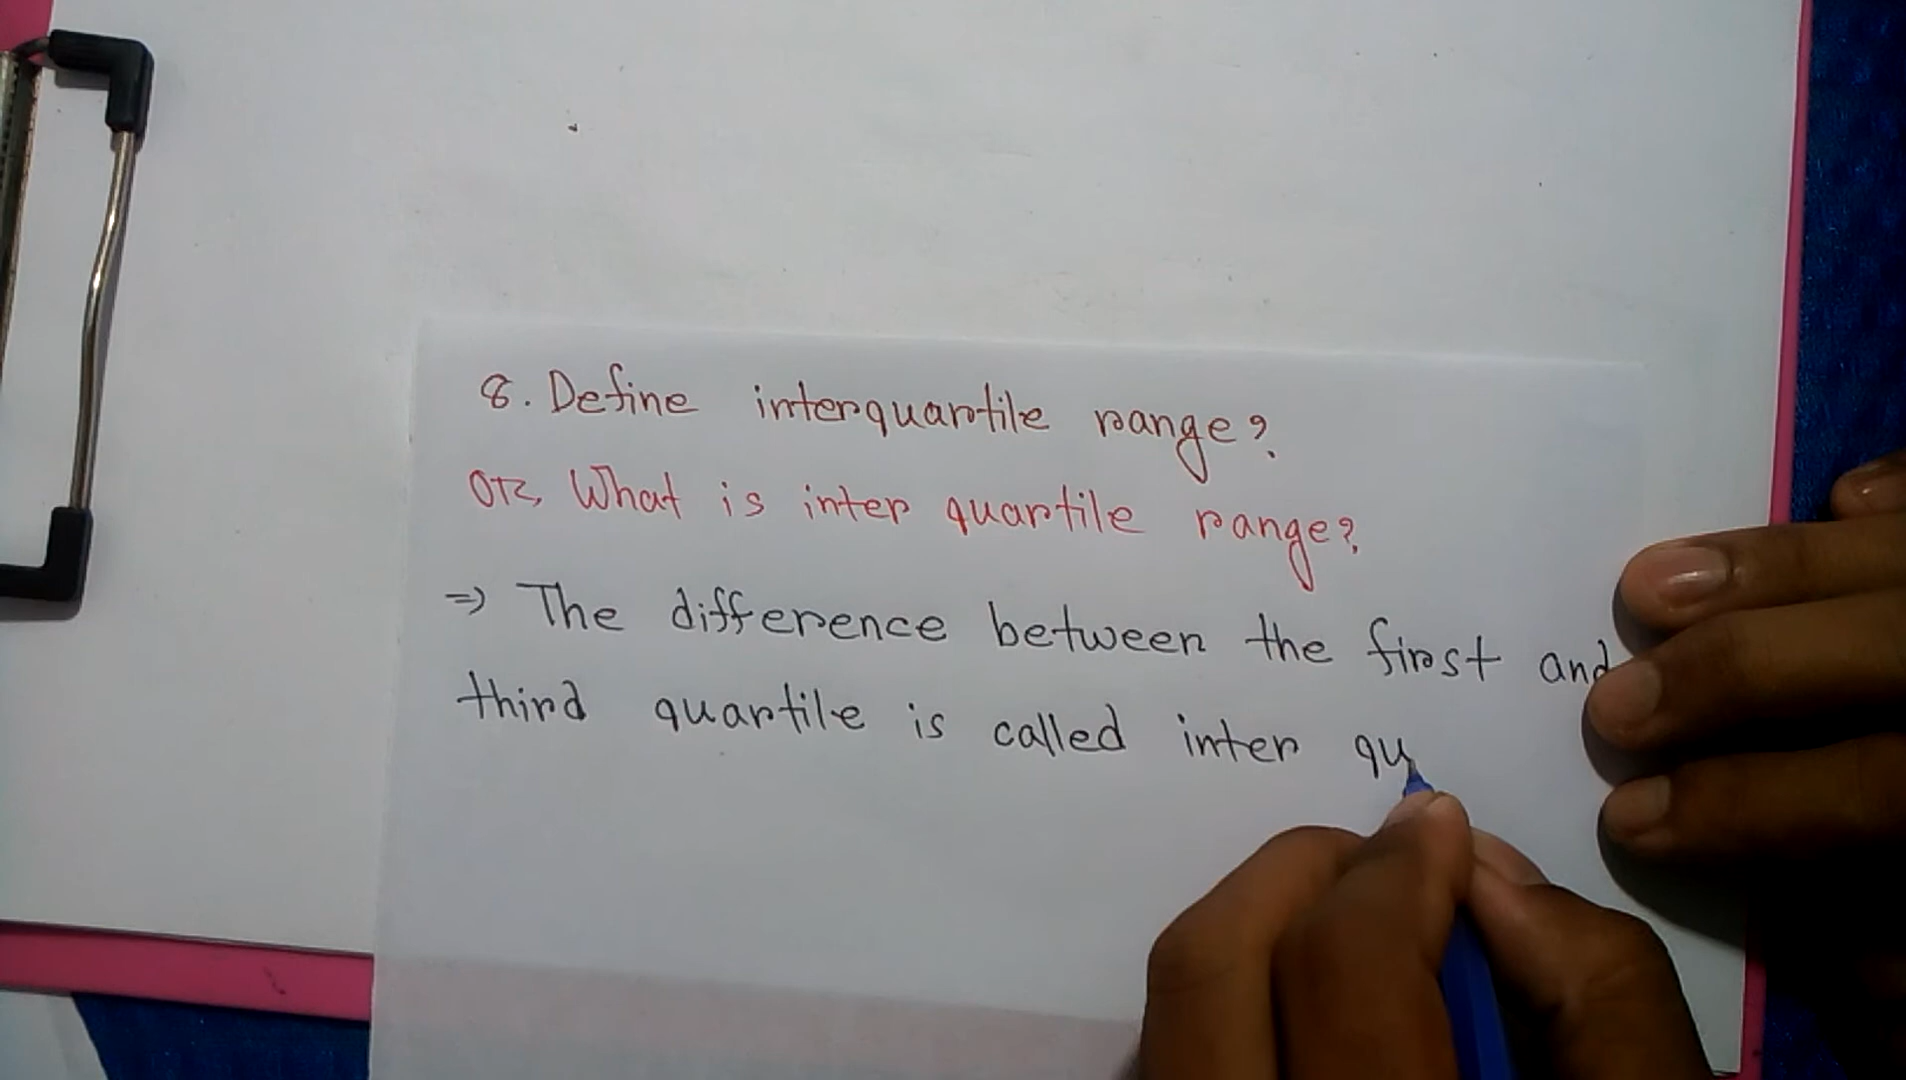 8. Define interquartile range?
OR, What is inter quartile range?
⇒ The difference between the first and
third quartile is called inter qu